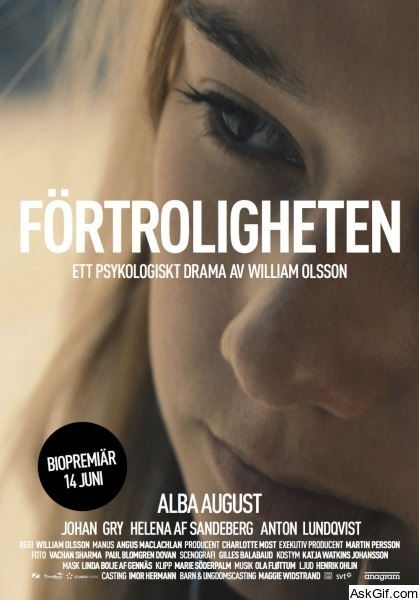 FÖRTROLIGHETEN
ETT PSYKOLOGISKT DRAMA AV WILLIAM OLSSON
BIOPREMIÄR
14 JUNI
ALBA AUGUST
JOHAN GRY HELENA AF SANDEBERG ANTON LUNDQVIST
REGI WILLIAM OLSSON MANUS ANGUS MACLACHLAN PRODUCENT CHARLOTTE MOST EXEKUTIV PRODUCENT MARTIN PERSSON
FOTO VACHAN SHARMA PAUL BLOMGREN DOVAN SCENOGRAFI GILLES BALABAUD KOSTYM KATJA WATKINS JOHANSSON
MASK LINDA BOIJE AF GENNÄS KLIPP MARIE SÖDERPALM MUSIK OLA FLØTTUM LJUD HENRIK OHLIN
CASTING IMOR HERMANN BARN & UNGDOMSCASTING MAGGIE WIDSTRAND svt anagram
AskGif.com